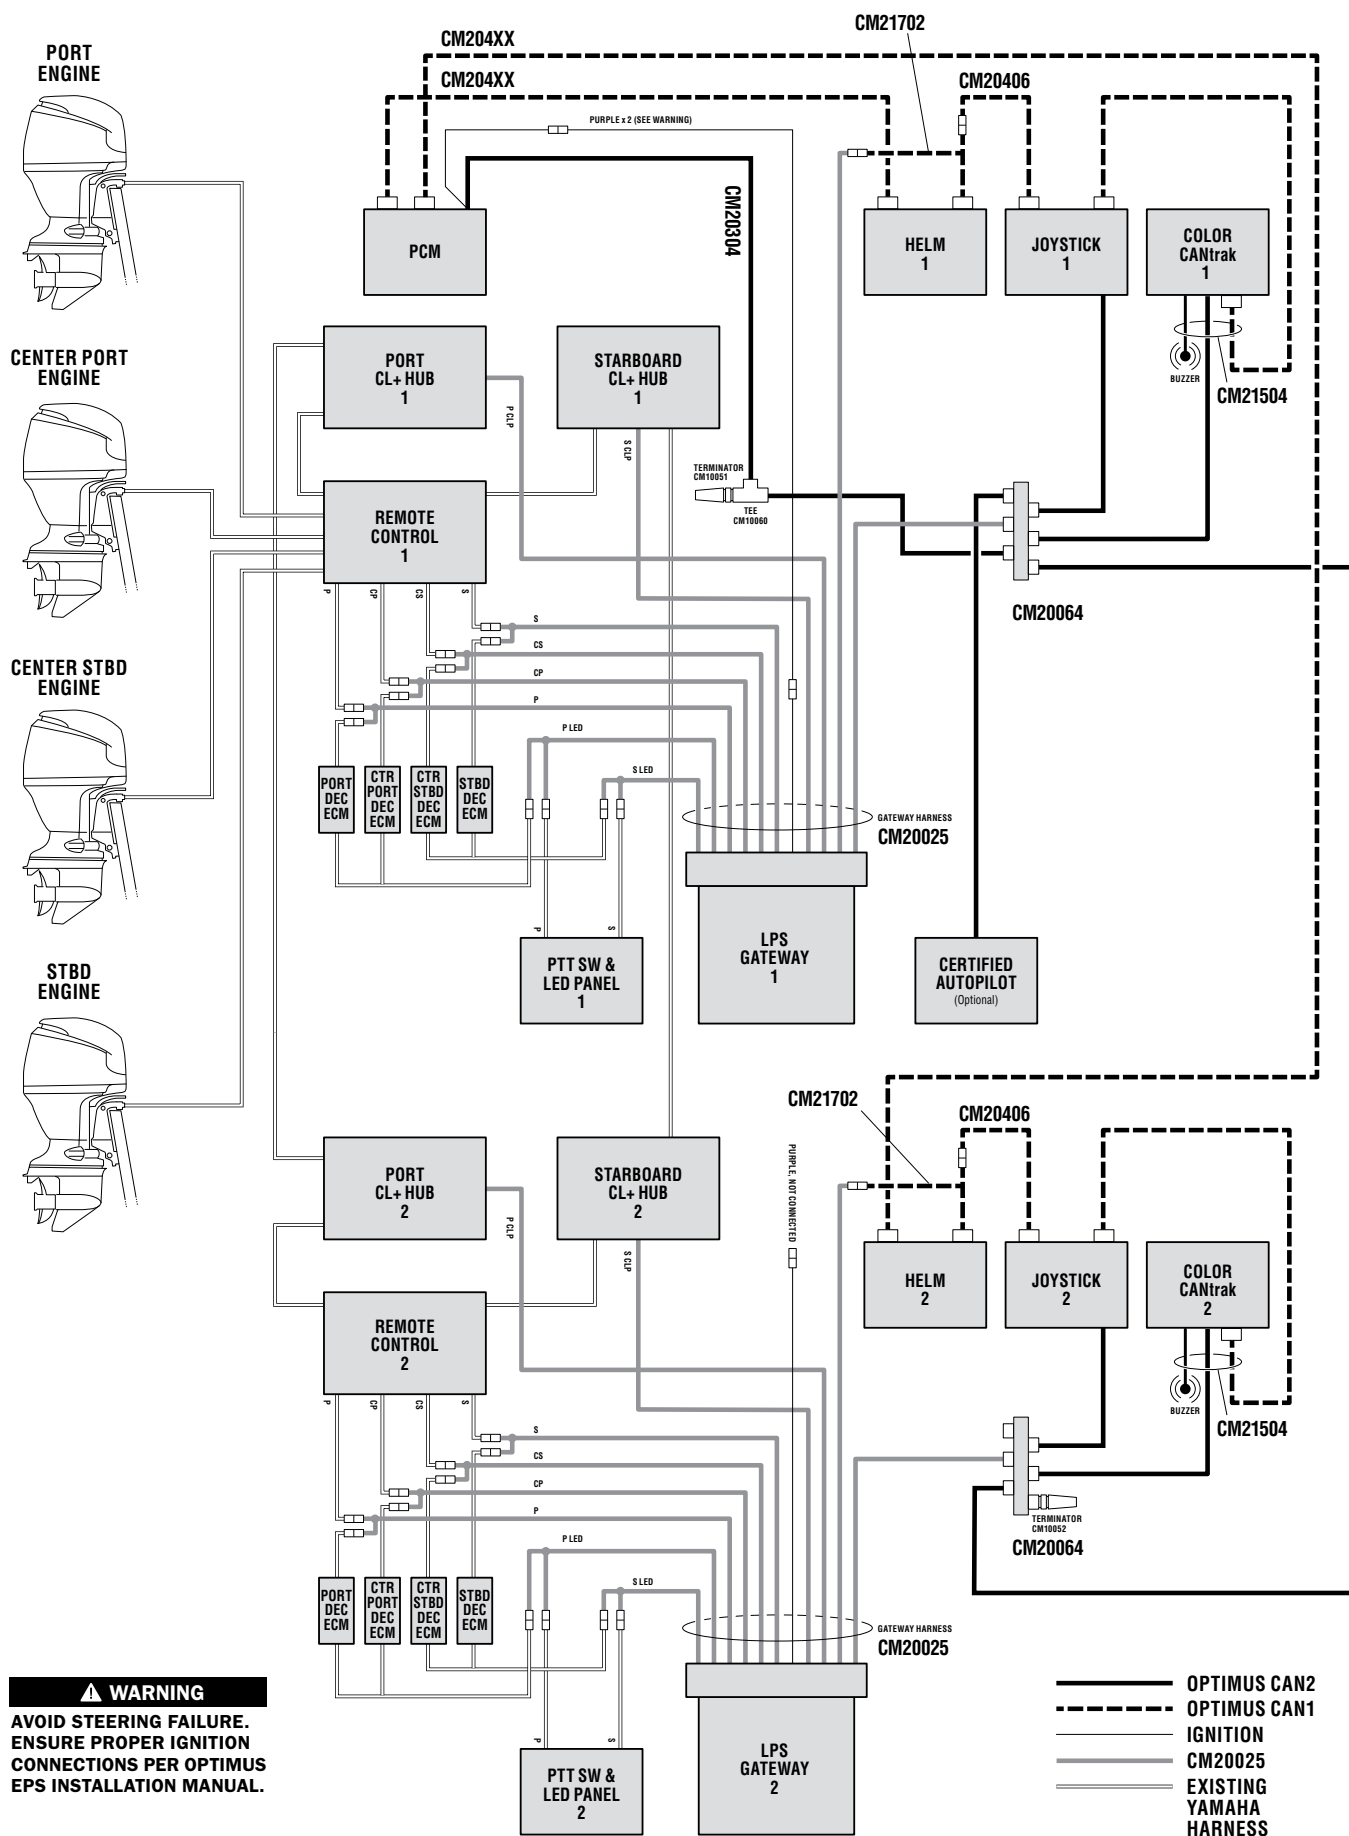 CM21702
CM204XX
PORT
ENGINE
CM204XX
CM20406
PURPLE x 2 (SEE WARNING)
CM20304
PCM
HELM
1
JOYSTICK
1
COLOR
CANtrak
1
BUZZER
CM21504
CENTER PORT
ENGINE
PORT
CL+ HUB
1
STARBOARD
CL+ HUB
1
P CLP
S CLP
TERMINATOR
CM10051
TEE
CM10060
REMOTE
CONTROL
1
CM20064
P
CP
CS
S
S
CS
CP
P
CENTER STBD
ENGINE
P LED
S LED
PORT
DEC
ECM
CTR
PORT
DEC
ECM
CTR
STBD
DEC
ECM
STBD
DEC
ECM
GATEWAY HARNESS
CM20025
P
S
STBD
ENGINE
PTT SW &
LED PANEL
1
LPS
GATEWAY
1
CERTIFIED
AUTOPILOT
(Optional)
CM21702
CM20406
PURPLE, NOT CONNECTED
PORT
CL+ HUB
2
STARBOARD
CL+ HUB
2
P CLP
S CLP
HELM
2
JOYSTICK
2
COLOR
CANtrak
2
BUZZER
CM21504
REMOTE
CONTROL
2
P
CP
CS
S
S
CS
CP
P
TERMINATOR
CM10052
CM20064
P LED
S LED
PORT
DEC
ECM
CTR
PORT
DEC
ECM
CTR
STBD
DEC
ECM
STBD
DEC
ECM
GATEWAY HARNESS
CM20025
P
S
PTT SW &
LED PANEL
2
LPS
GATEWAY
2
WARNING
AVOID STEERING FAILURE.
ENSURE PROPER IGNITION
CONNECTIONS PER OPTIMUS
EPS INSTALLATION MANUAL.
OPTIMUS CAN2
OPTIMUS CAN1
IGNITION
CM20025
EXISTING
YAMAHA
HARNESS